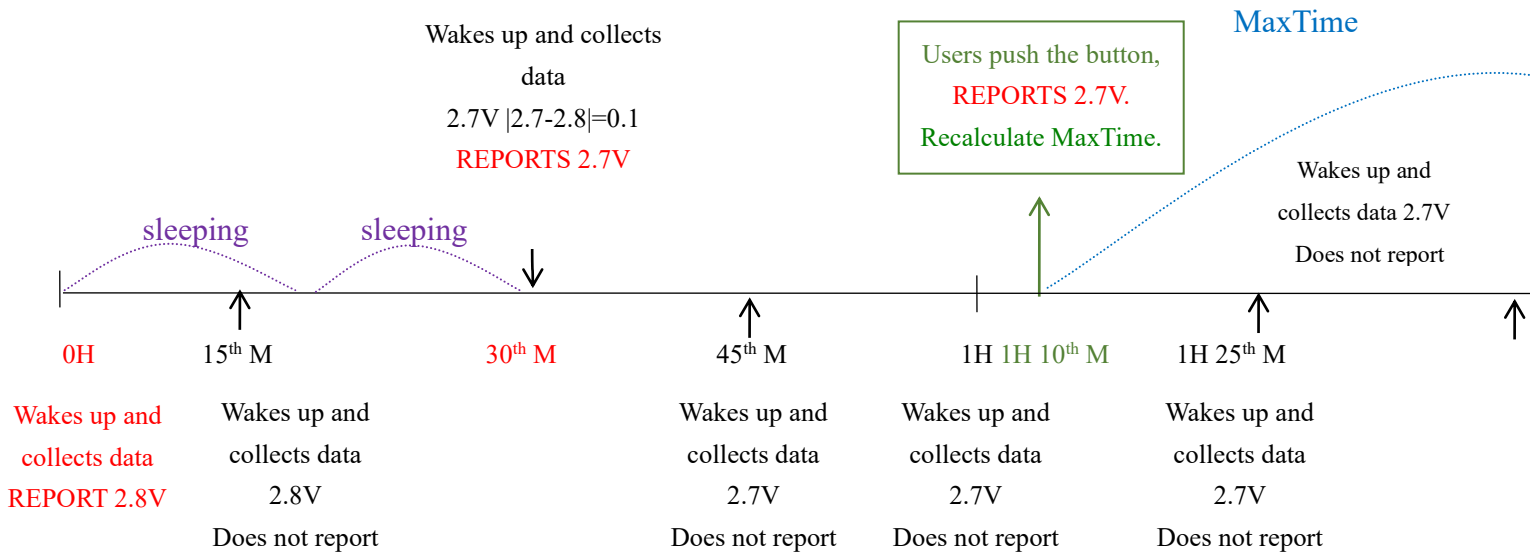 MaxTime
Wakes up and collects
data
2.7V |2.7-2.8|=0.1
REPORTS 2.7V
Users push the button,
REPORTS 2.7V.
Recalculate MaxTime.
Wakes up and
collects data 2.7V
Does not report
sleeping
sleeping
0H
15th M
30th M
45th M
1H
1H 10th M
1H 25th M
Wakes up and
collects data
REPORT 2.8V
Wakes up and
collects data
2.8V
Does not report
Wakes up and
collects data
2.7V
Does not report
Wakes up and
collects data
2.7V
Does not report
Wakes up and
collects data
2.7V
Does not report